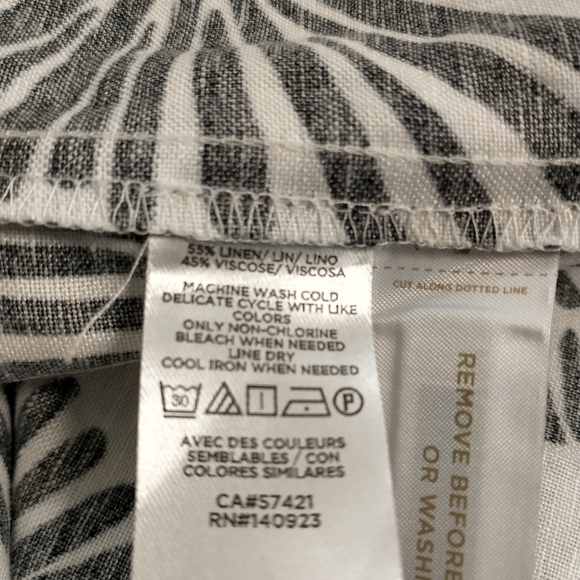 55% LINEN/LIN/ LINO
45% VISCOSE/ VISCOSA
MACHINE WASH COLD
DELICATE CYCLE WITH LIKE
COLORS
ONLY NON-CHLORINE
BLEACH WHEN NEEDED
LINE DRY
COOL IRON WHEN NEEDED
30
P
AVEC DES COULEURS
SEMBLABLES / CON
COLORES SIMILARES
CA#57421
RN#140923
CUT ALONG DOTTED LINE
REMOVE BEFORE
OR WASHI